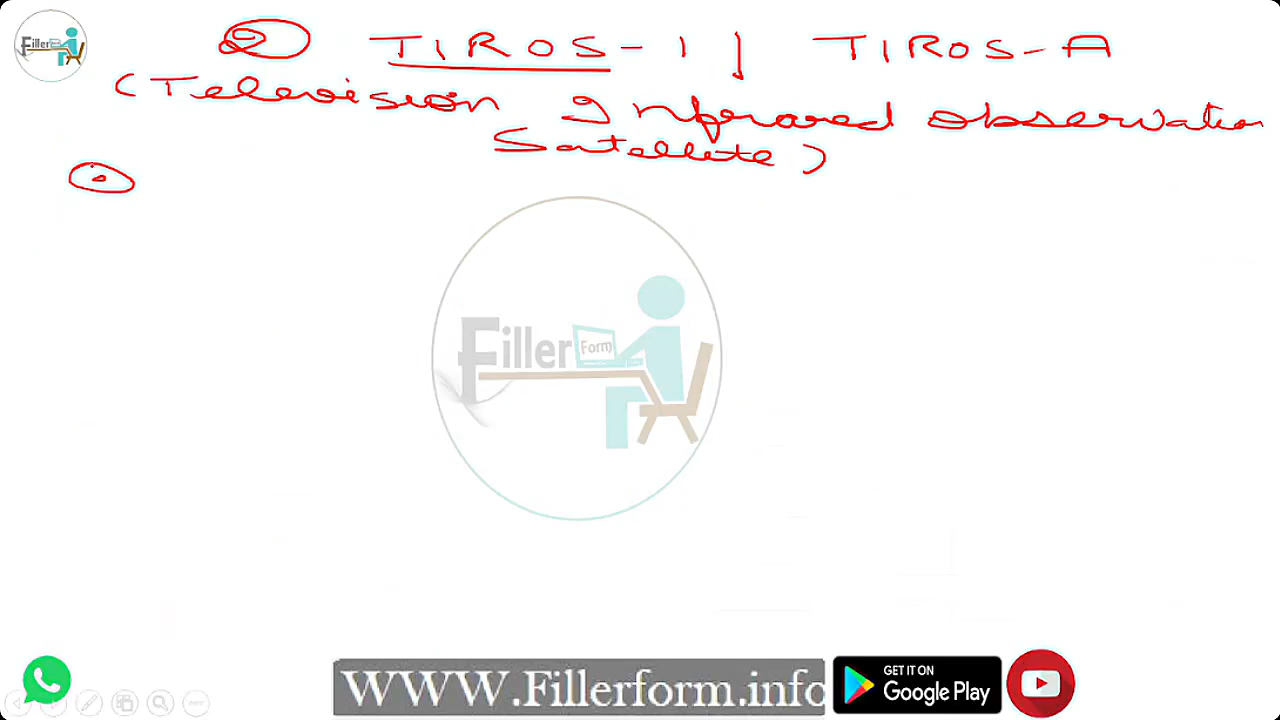 Filler
② TIROS-1 | TIROS-A
(Television Infrared observation
Satellite)
Filler Form
WWW.Fillerform.info
GET IT ON
Google Play